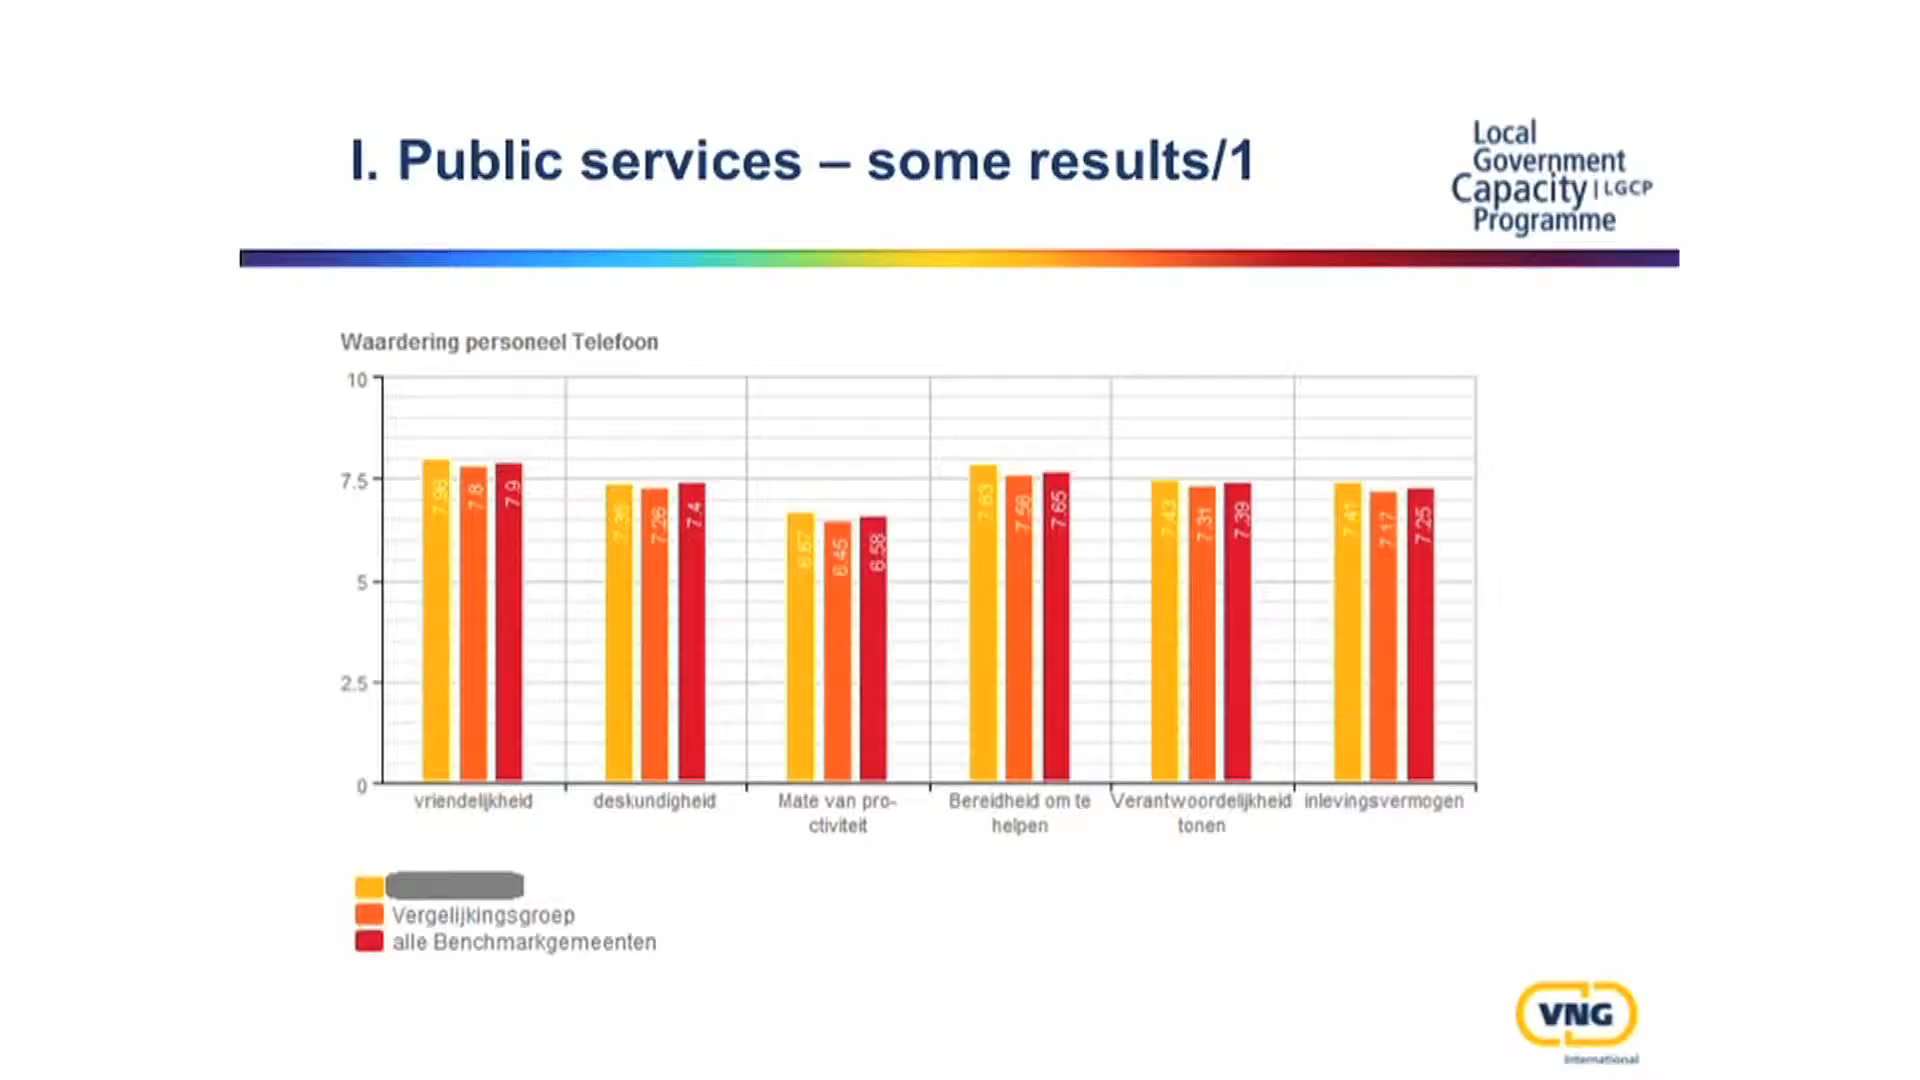 I. Public services – some results/1
Local
Government
Capacity | LGCP
Programme
Waardering personeel Telefoon
10
7.5
5
2.5
0
7.96
7.8
7.9
7.26
7.4
6.67
6.45
6.58
7.83
7.56
7.65
7.43
7.31
7.39
7.41
7.17
7.25
vriendelijkheid
deskundigheid
Mate van pro-
ctiviteit
Bereidheid om te
helpen
Verantwoordelijkheid
tonen
inlevingsvermogen
Vergelijkingsgroep
alle Benchmarkgemeenten
VNG
International